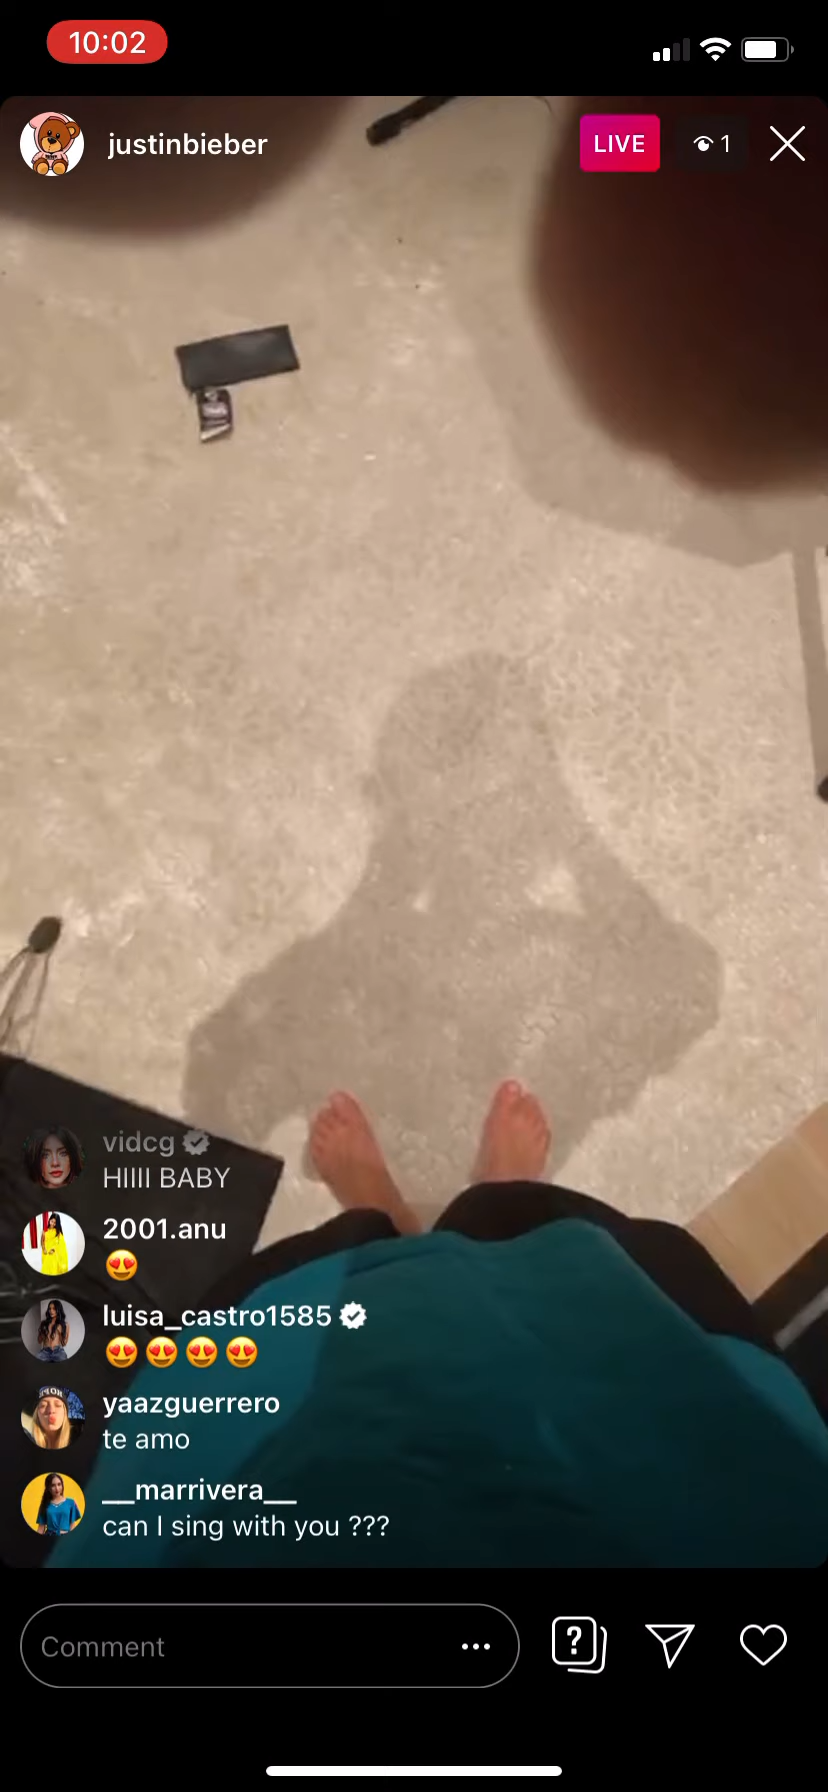 10:02
justinbieber
LIVE
1
vidcg
HIIII BABY
2001.anu
😍
luisa_castro1585
😍😍😍😍
yaazguerrero
te amo
__marrivera__
can I sing with you ???
Comment
?